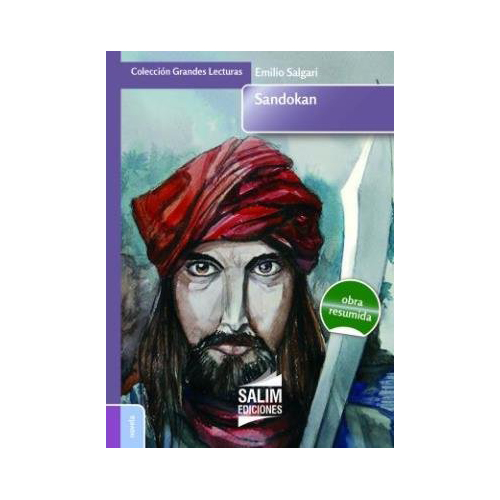 Colección Grandes Lecturas
Emilio Salgari
Sandokan
obra
resumida
SALIM
EDICIONES
novela